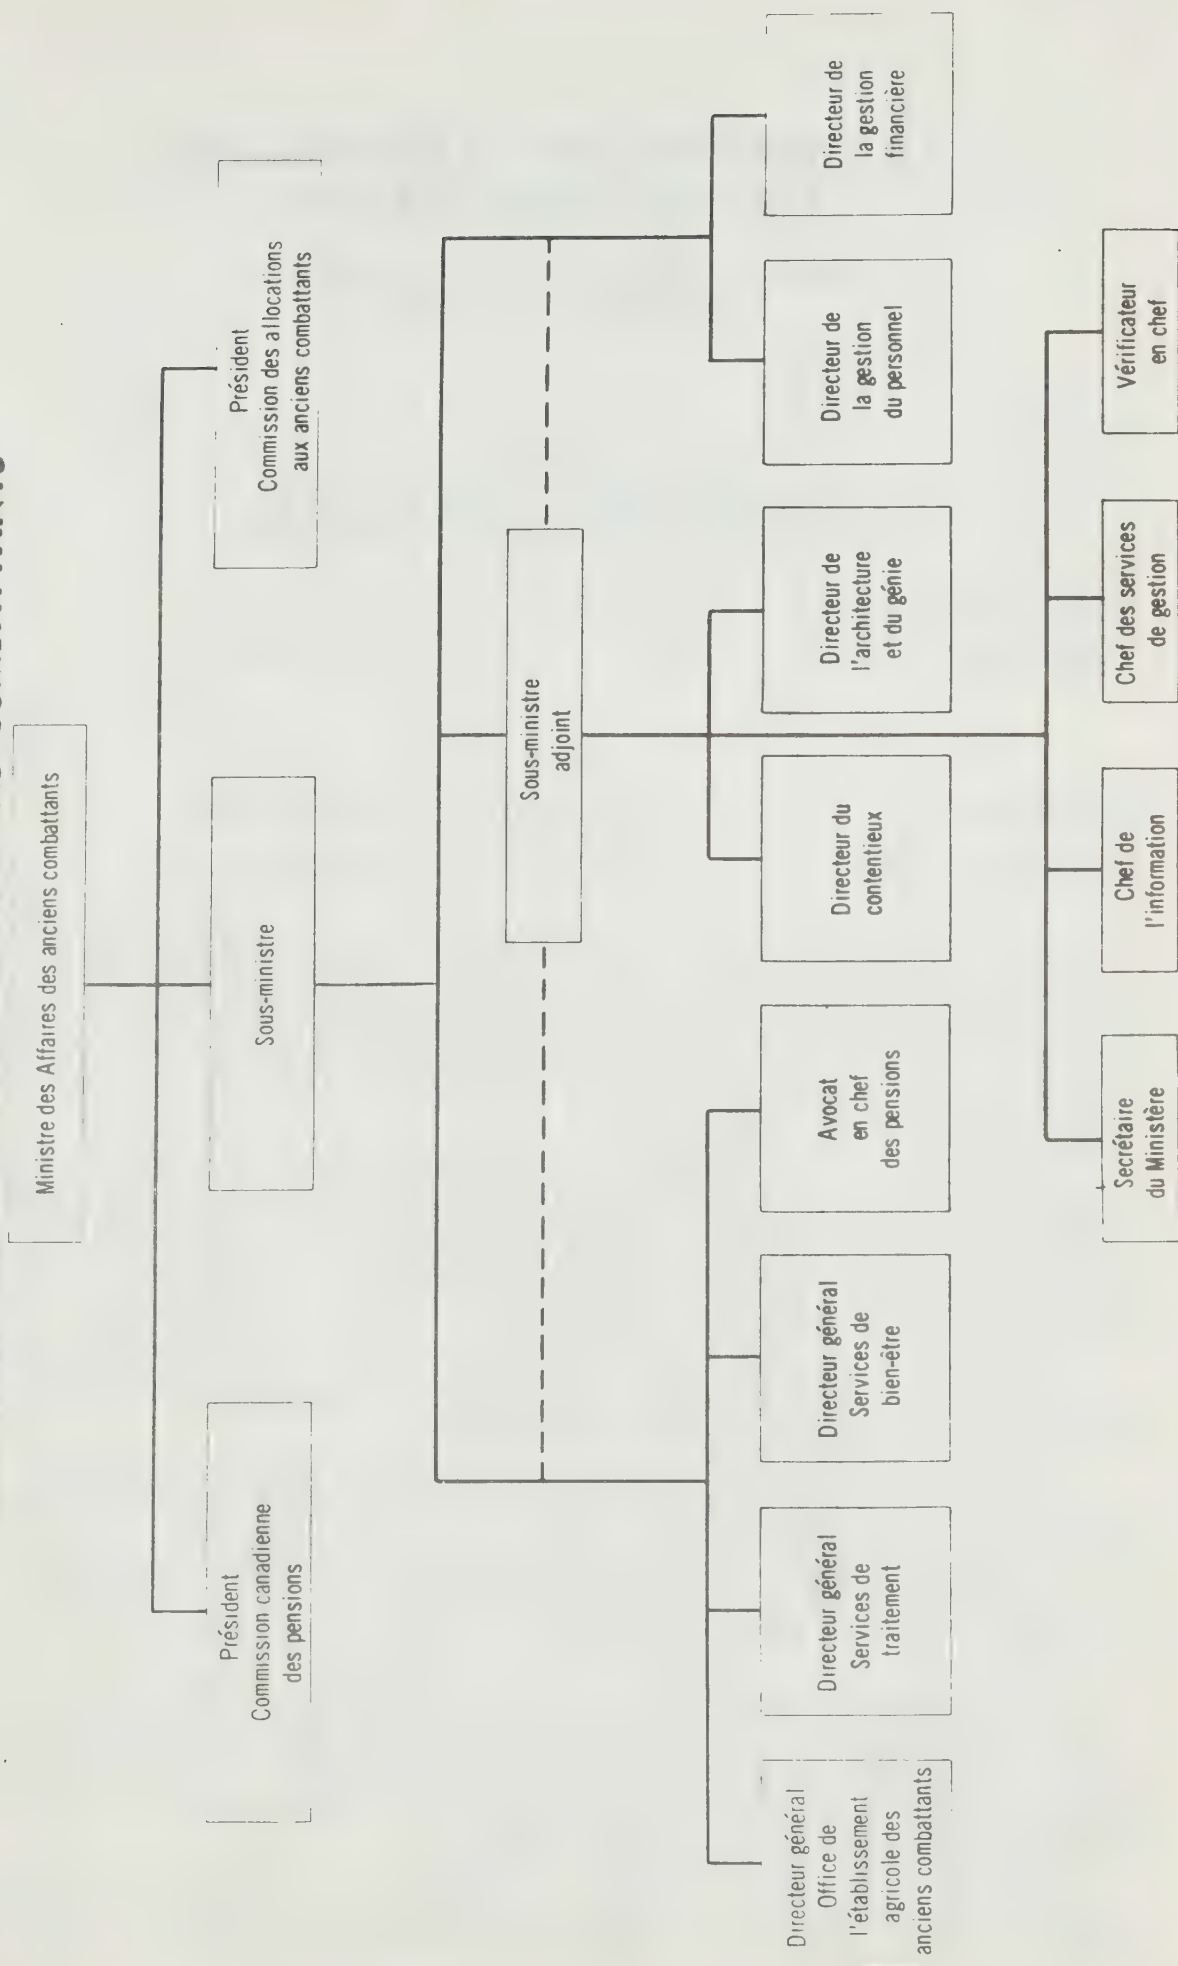 Ministre des Affaires des anciens combattants
Président
Commission canadienne
des pensions
Sous-ministre
Président
Commission des allocations
aux anciens combattants
Sous-ministre
adjoint
Directeur général
Office de
l'établissement
agricole des
anciens combattants
Directeur général
Services de
traitement
Directeur général
Services de
bien-être
Avocat
en chef
des pensions
Directeur du
contentieux
Directeur de
l'architecture
et du génie
Directeur de
la gestion
du personnel
Directeur de
la gestion
financière
Secrétaire
du Ministère
Chef de
l'information
Chef des services
de gestion
Vérificateur
en chef